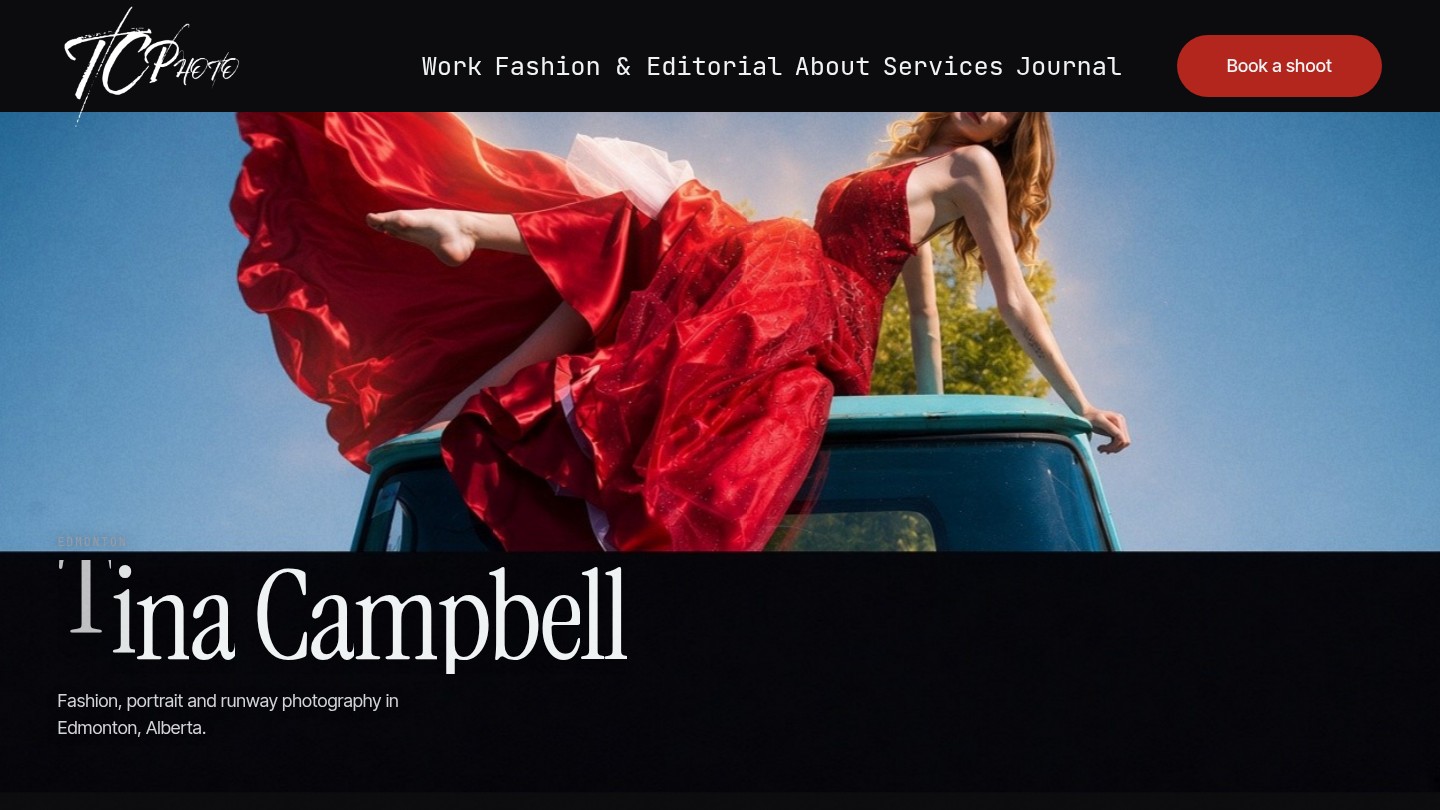 TCPHOTO
Work Fashion & Editorial About Services Journal
Book a shoot
EDMONTON
Tina Campbell
Fashion, portrait and runway photography in
Edmonton, Alberta.